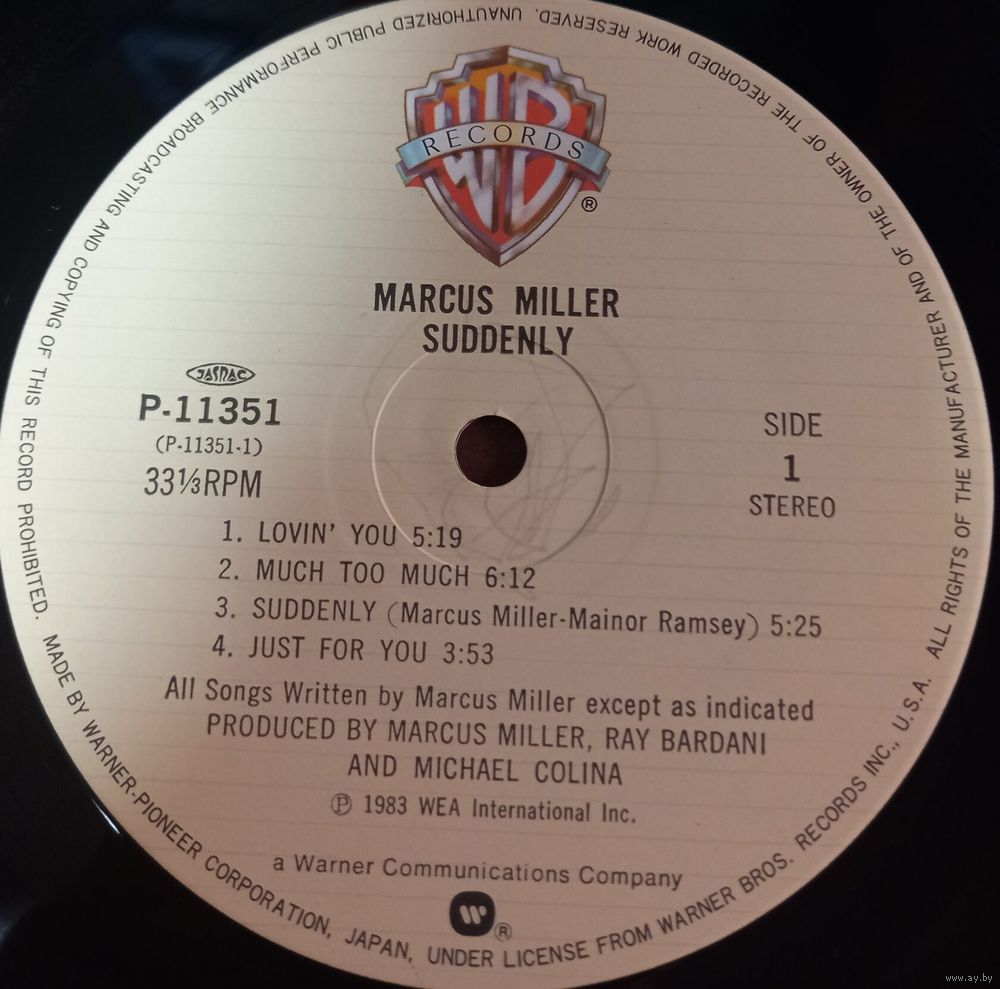 WB
RECORDS
®
MARCUS MILLER
SUDDENLY
JASRAC
P-11351
(P-11351-1)
33⅓RPM
SIDE
1
STEREO
1. LOVIN' YOU 5:19
2. MUCH TOO MUCH 6:12
3. SUDDENLY (Marcus Miller-Mainor Ramsey) 5:25
4. JUST FOR YOU 3:53
All Songs Written by Marcus Miller except as indicated
PRODUCED BY MARCUS MILLER, RAY BARDANI
AND MICHAEL COLINA
℗ 1983 WEA International Inc.
a Warner Communications Company
W ®
MADE BY WARNER-PIONEER CORPORATION, JAPAN, UNDER LICENSE FROM WARNER BROS. RECORDS INC., U.S.A. ALL RIGHTS OF THE MANUFACTURER AND OF THE OWNER OF THE RECORDED WORK RESERVED. UNAUTHORIZED PUBLIC PERFORMANCE BROADCASTING AND COPYING OF THIS RECORD PROHIBITED.
www.ay.by